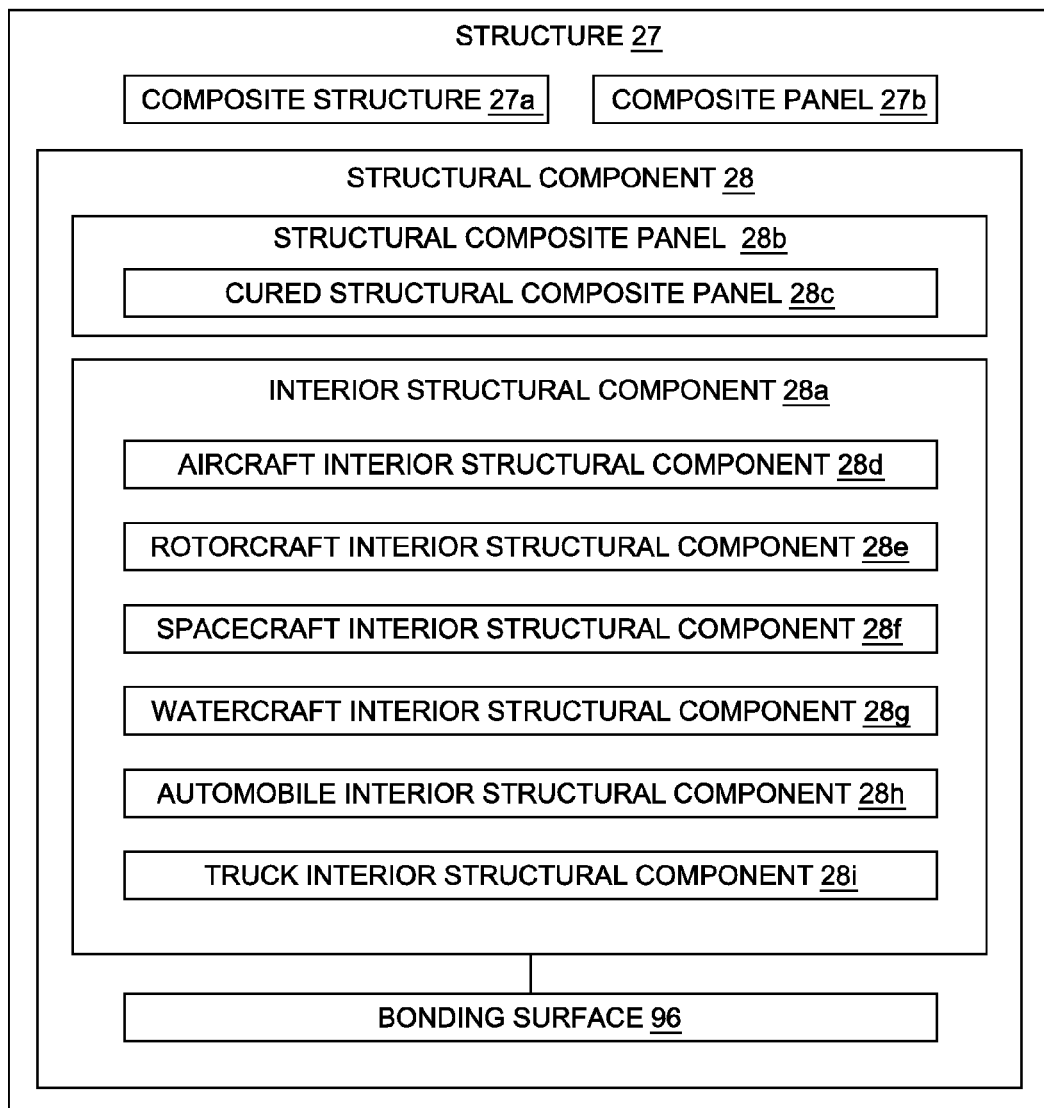 STRUCTURE 27
COMPOSITE STRUCTURE 27a
COMPOSITE PANEL 27b
STRUCTURAL COMPONENT 28
STRUCTURAL COMPOSITE PANEL 28b
CURED STRUCTURAL COMPOSITE PANEL 28c
INTERIOR STRUCTURAL COMPONENT 28a
AIRCRAFT INTERIOR STRUCTURAL COMPONENT 28d
ROTORCRAFT INTERIOR STRUCTURAL COMPONENT 28e
SPACECRAFT INTERIOR STRUCTURAL COMPONENT 28f
WATERCRAFT INTERIOR STRUCTURAL COMPONENT 28g
AUTOMOBILE INTERIOR STRUCTURAL COMPONENT 28h
TRUCK INTERIOR STRUCTURAL COMPONENT 28i
BONDING SURFACE 96